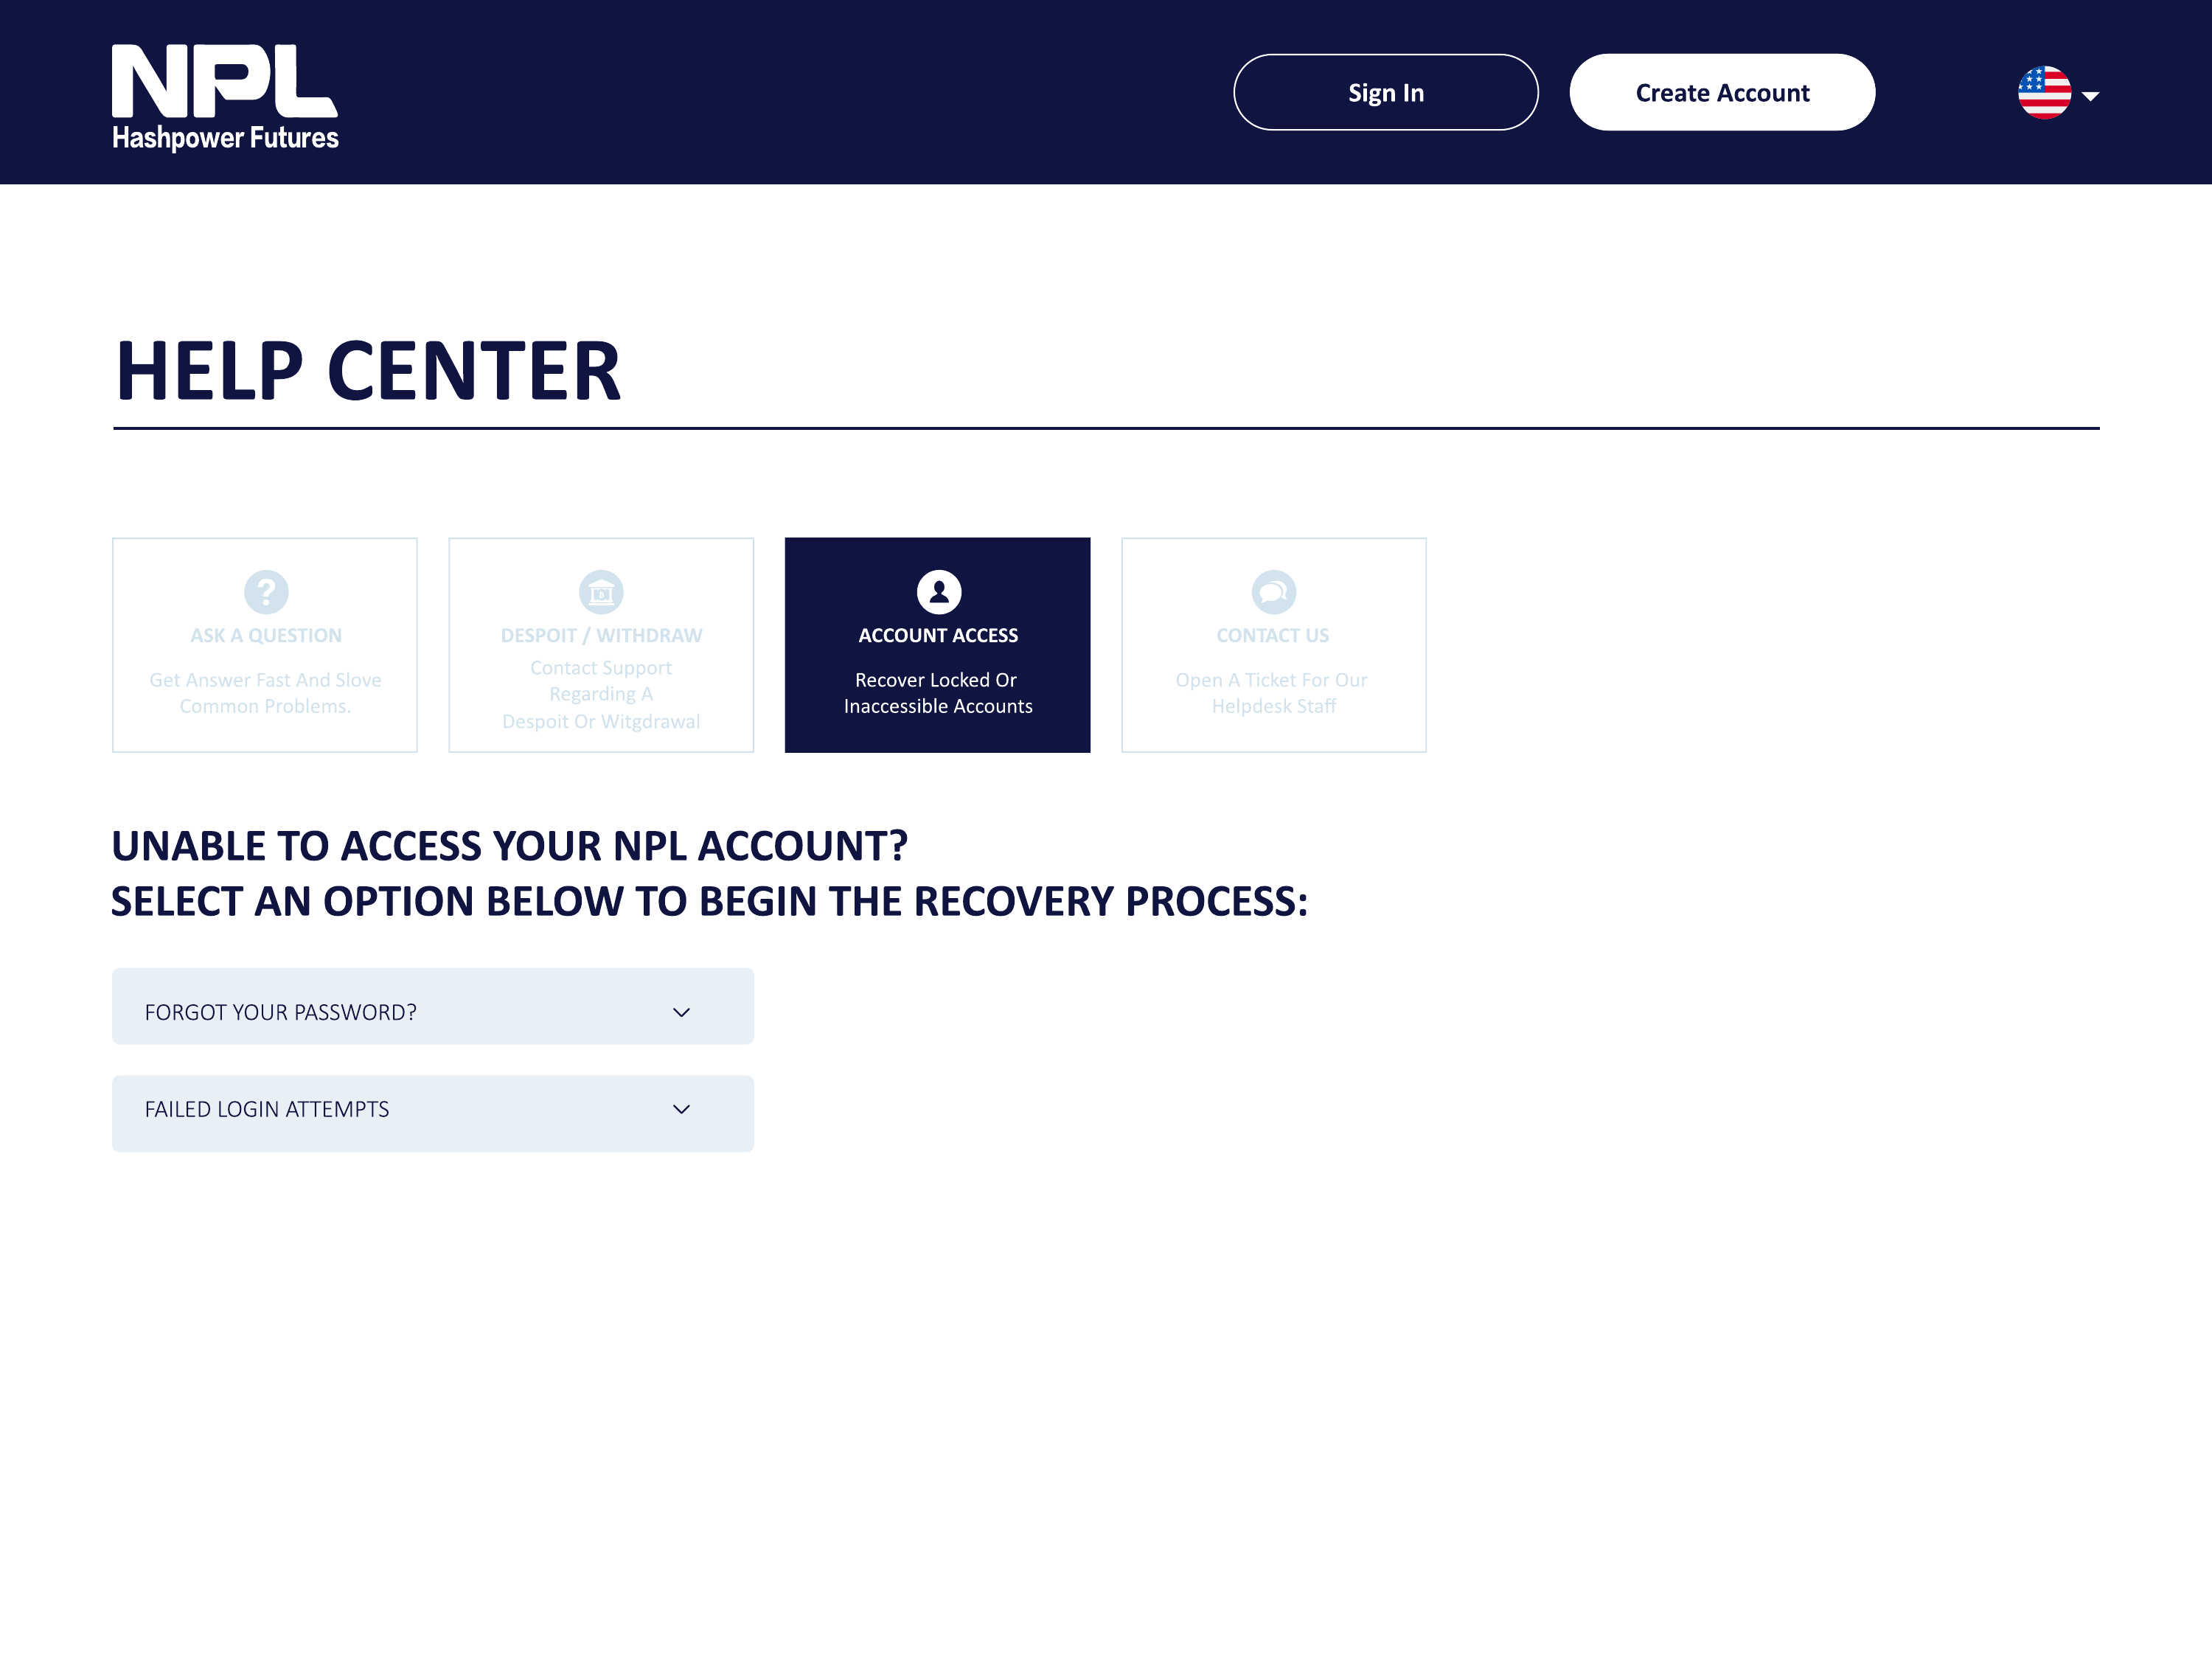 NPL
Hashpower Futures
Sign In
Create Account
HELP CENTER
ASK A QUESTION
Get Answer Fast And Slove
Common Problems.
DESPOIT / WITHDRAW
Contact Support
Regarding A
Despoit Or Witgdrawal
ACCOUNT ACCESS
Recover Locked Or
Inaccessible Accounts
CONTACT US
Open A Ticket For Our
Helpdesk Staff
UNABLE TO ACCESS YOUR NPL ACCOUNT?
SELECT AN OPTION BELOW TO BEGIN THE RECOVERY PROCESS:
FORGOT YOUR PASSWORD?
FAILED LOGIN ATTEMPTS